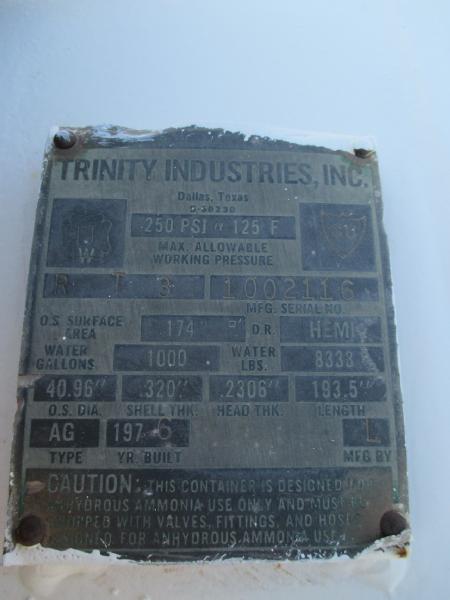 TRINITY INDUSTRIES, INC.
Dallas, Texas
250 PSI @ 125 F
MAX. ALLOWABLE
WORKING PRESSURE
U
W
R T 3 1002116
MFG. SERIAL NO.
O.S. SURFACE AREA 174 D.R. HEMI
WATER GALLONS 1000 WATER LBS. 8333
40.96" .320" .2306" 193.5"
O.S. DIA. SHELL THK. HEAD THK. LENGTH
AG 1976 L
TYPE YR. BUILT MFG BY
CAUTION: THIS CONTAINER IS DESIGNED FOR
ANHYDROUS AMMONIA USE ONLY AND MUST BE
EQUIPPED WITH VALVES, FITTINGS, AND HOSES
DESIGNED FOR ANHYDROUS AMMONIA USE